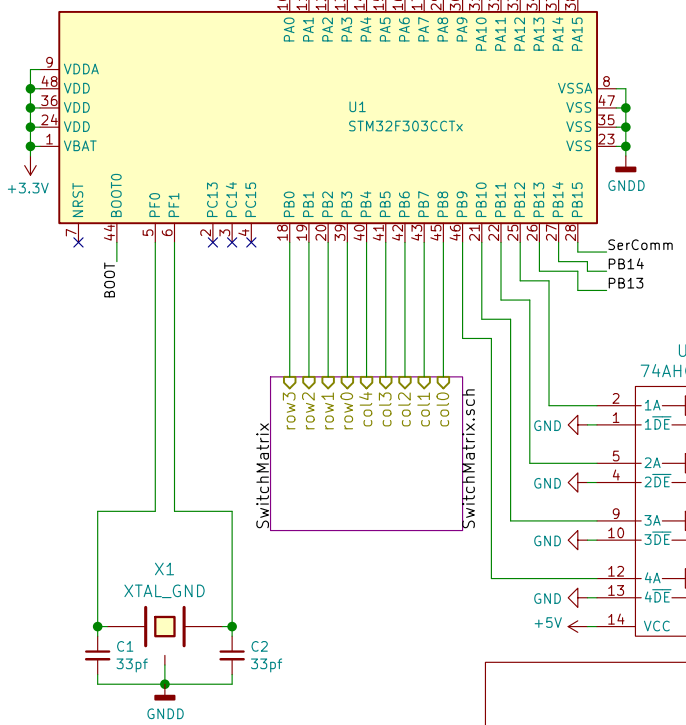 PA0 PA1 PA2 PA3 PA4 PA5 PA6 PA7 PA8 PA9 PA10 PA11 PA12 PA13 PA14 PA15
9 VDDA
48 VDD
36 VDD
24 VDD
1 VBAT
+3.3V
U1
STM32F303CCTx
VSSA 8
VSS 47
VSS 35
VSS 23
GNDD
NRST BOOT0 PF0 PF1 PC13 PC14 PC15 PB0 PB1 PB2 PB3 PB4 PB5 PB6 PB7 PB8 PB9 PB10 PB11 PB12 PB13 PB14 PB15
7 44 5 6 2 3 4 18 19 20 39 40 41 42 43 45 46 21 22 25 26 27 28
BOOT
SerComm
PB14
PB13
row3 row2 row1 row0 col4 col3 col2 col1 col0
SwitchMatrix
SwitchMatrix.sch
74AH
2 1A
GND 1 1DE
5 2A
GND 4 2DE
9 3A
GND 10 3DE
12 4A
GND 13 4DE
+5V 14 VCC
X1
XTAL_GND
C1
33pf
C2
33pf
GNDD